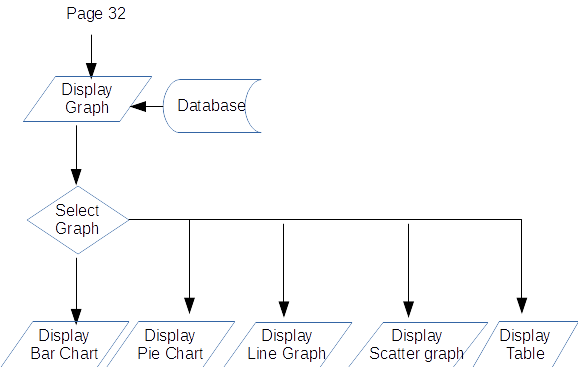 Page 32
Display
Graph
Database
Select
Graph
Display
Bar Chart
Display
Pie Chart
Display
Line Graph
Display
Scatter graph
Display
Table